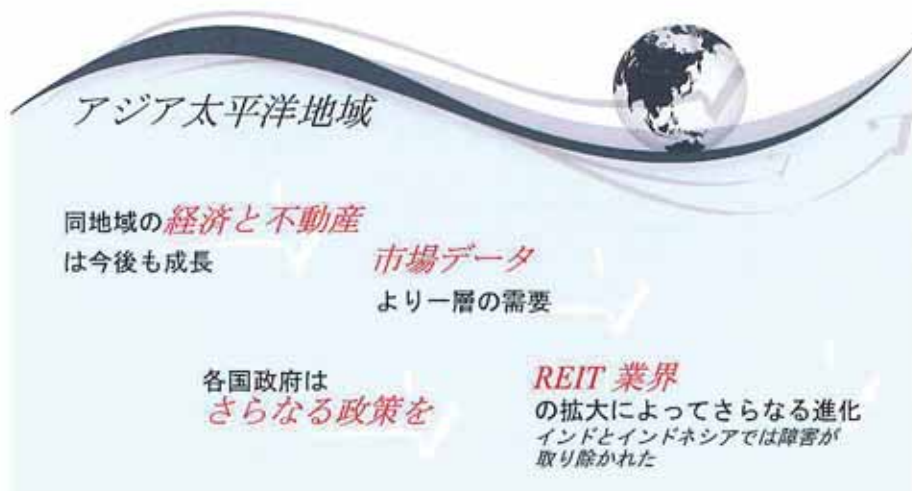 アジア太平洋地域
同地域の経済と不動産
は今後も成長
市場データ
より一層の需要
各国政府は
さらなる政策を
REIT 業界
の拡大によってさらなる進化
インドとインドネシアでは障害が
取り除かれた